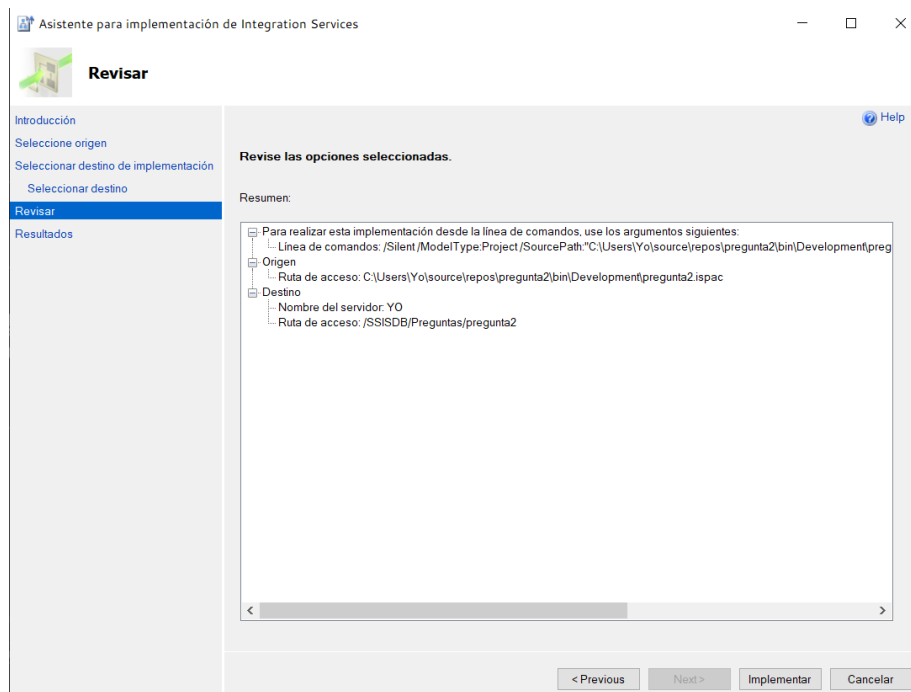 Asistente para implementación de Integration Services
Revisar
Help
Introducción
Seleccione origen
Seleccionar destino de implementación
Seleccionar destino
Revisar
Resultados
Revise las opciones seleccionadas.
Resumen:
Para realizar esta implementación desde la línea de comandos, use los argumentos siguientes:
Línea de comandos: /Silent /ModelType:Project /SourcePath:"C:\Users\Yo\source\repos\pregunta2\bin\Development\preg
Origen
Ruta de acceso: C:\Users\Yo\source\repos\pregunta2\bin\Development\pregunta2.ispac
Destino
Nombre del servidor: YO
Ruta de acceso: /SSISDB/Preguntas/pregunta2
< Previous Next > Implementar Cancelar